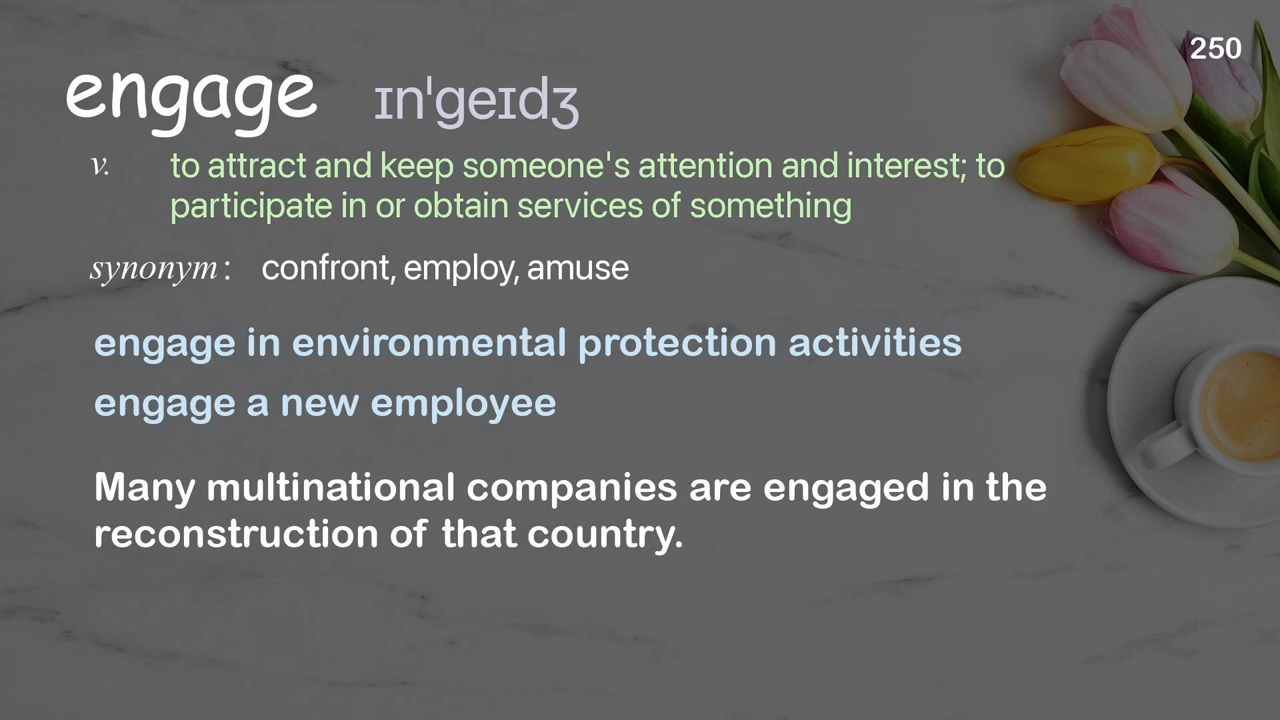 250
engage ɪnˈgeɪdʒ
v. to attract and keep someone's attention and interest; to
participate in or obtain services of something
synonym: confront, employ, amuse
engage in environmental protection activities
engage a new employee
Many multinational companies are engaged in the
reconstruction of that country.